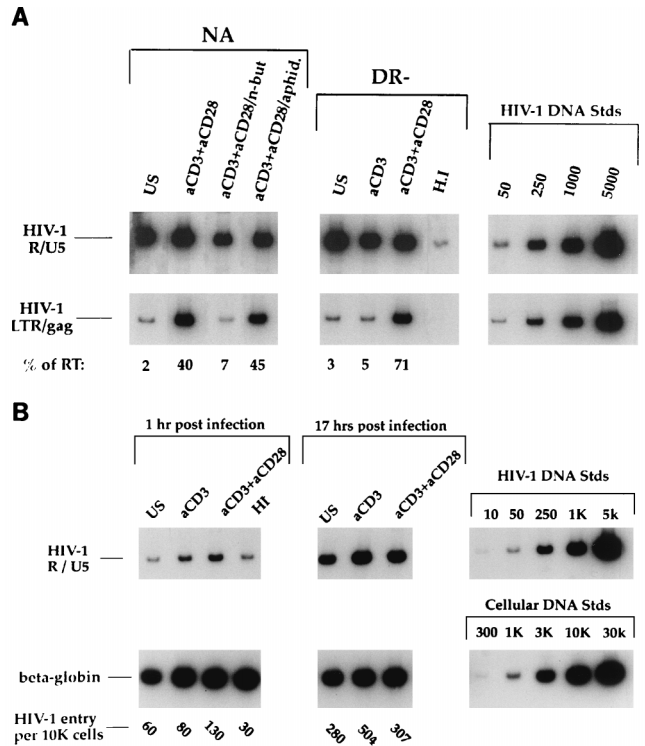 A
NA
US
aCD3+aCD28
aCD3+aCD28/n-but
aCD3+aCD28/aphid.
DR-
US
aCD3
aCD3+aCD28
H.I
HIV-1 DNA Stds
50
250
1000
5000
HIV-1
R/U5
HIV-1
LTR/gag
% of RT: 2 40 7 45 3 5 71
B
1 hr post infection
US
aCD3
aCD3+aCD28
HI
17 hrs post infection
US
aCD3
aCD3+aCD28
HIV-1 DNA Stds
10 50 250 1K 5k
HIV-1
R / U5
Cellular DNA Stds
300 1K 3K 10K 30k
beta-globin
HIV-1 entry
per 10K cells
60 80 130 30 280 504 307